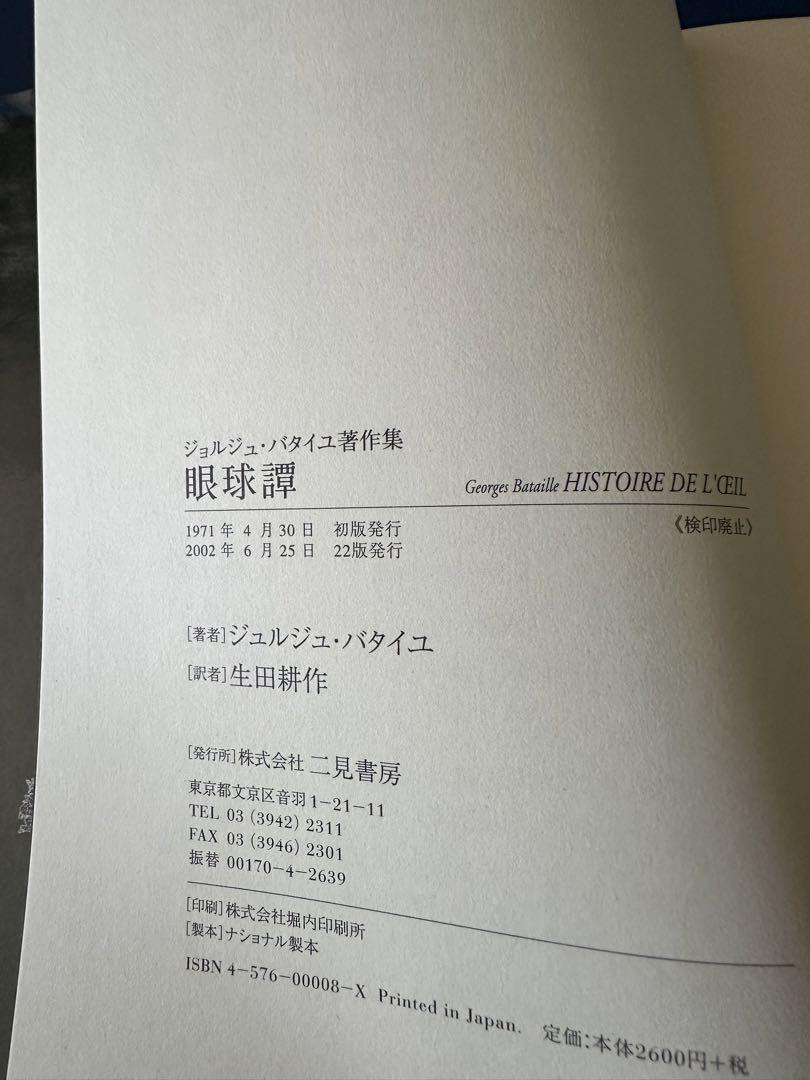 ジョルジュ・バタイユ著作集
眼球譚
Georges Bataille HISTOIRE DE L'ŒIL
1971年 4月30日 初版発行
2002年 6月25日 22版発行
《検印廃止》
[著者]ジュルジュ・バタイユ
[訳者]生田耕作
[発行所]株式会社 二見書房
東京都文京区音羽1−21−11
TEL 03 (3942) 2311
FAX 03 (3946) 2301
振替 00170−4−2639
[印刷]株式会社堀内印刷所
[製本]ナショナル製本
ISBN 4−576−00008−X Printed in Japan.
定価:本体2600円+税